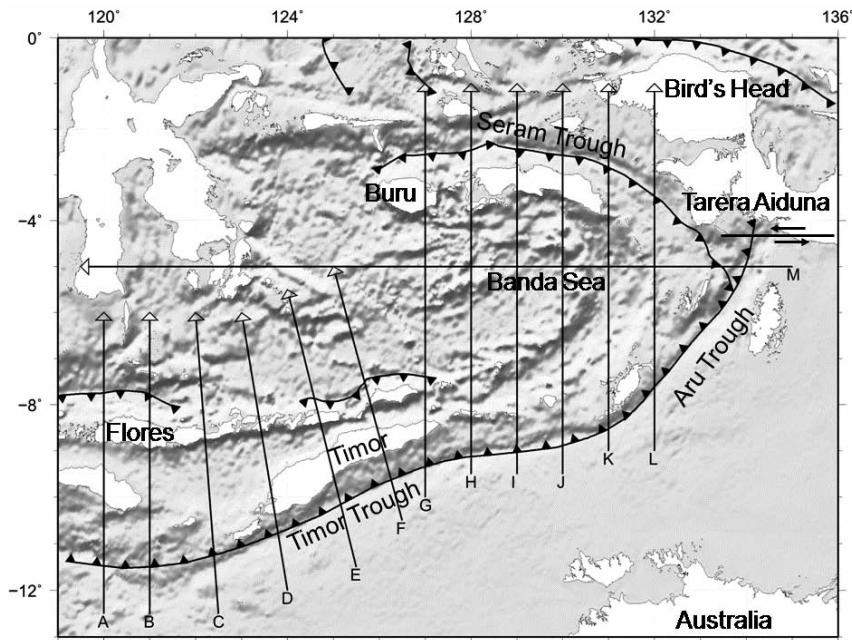 120° 124° 128° 132° 136°
0°
Bird's Head
Seram Trough
Buru
Tarera Aiduna
−4°
M
Banda Sea
Aru Trough
−8°
Flores
Timor
K L
H I J
G
Timor Trough
F
E
D
−12°
A B C
Australia